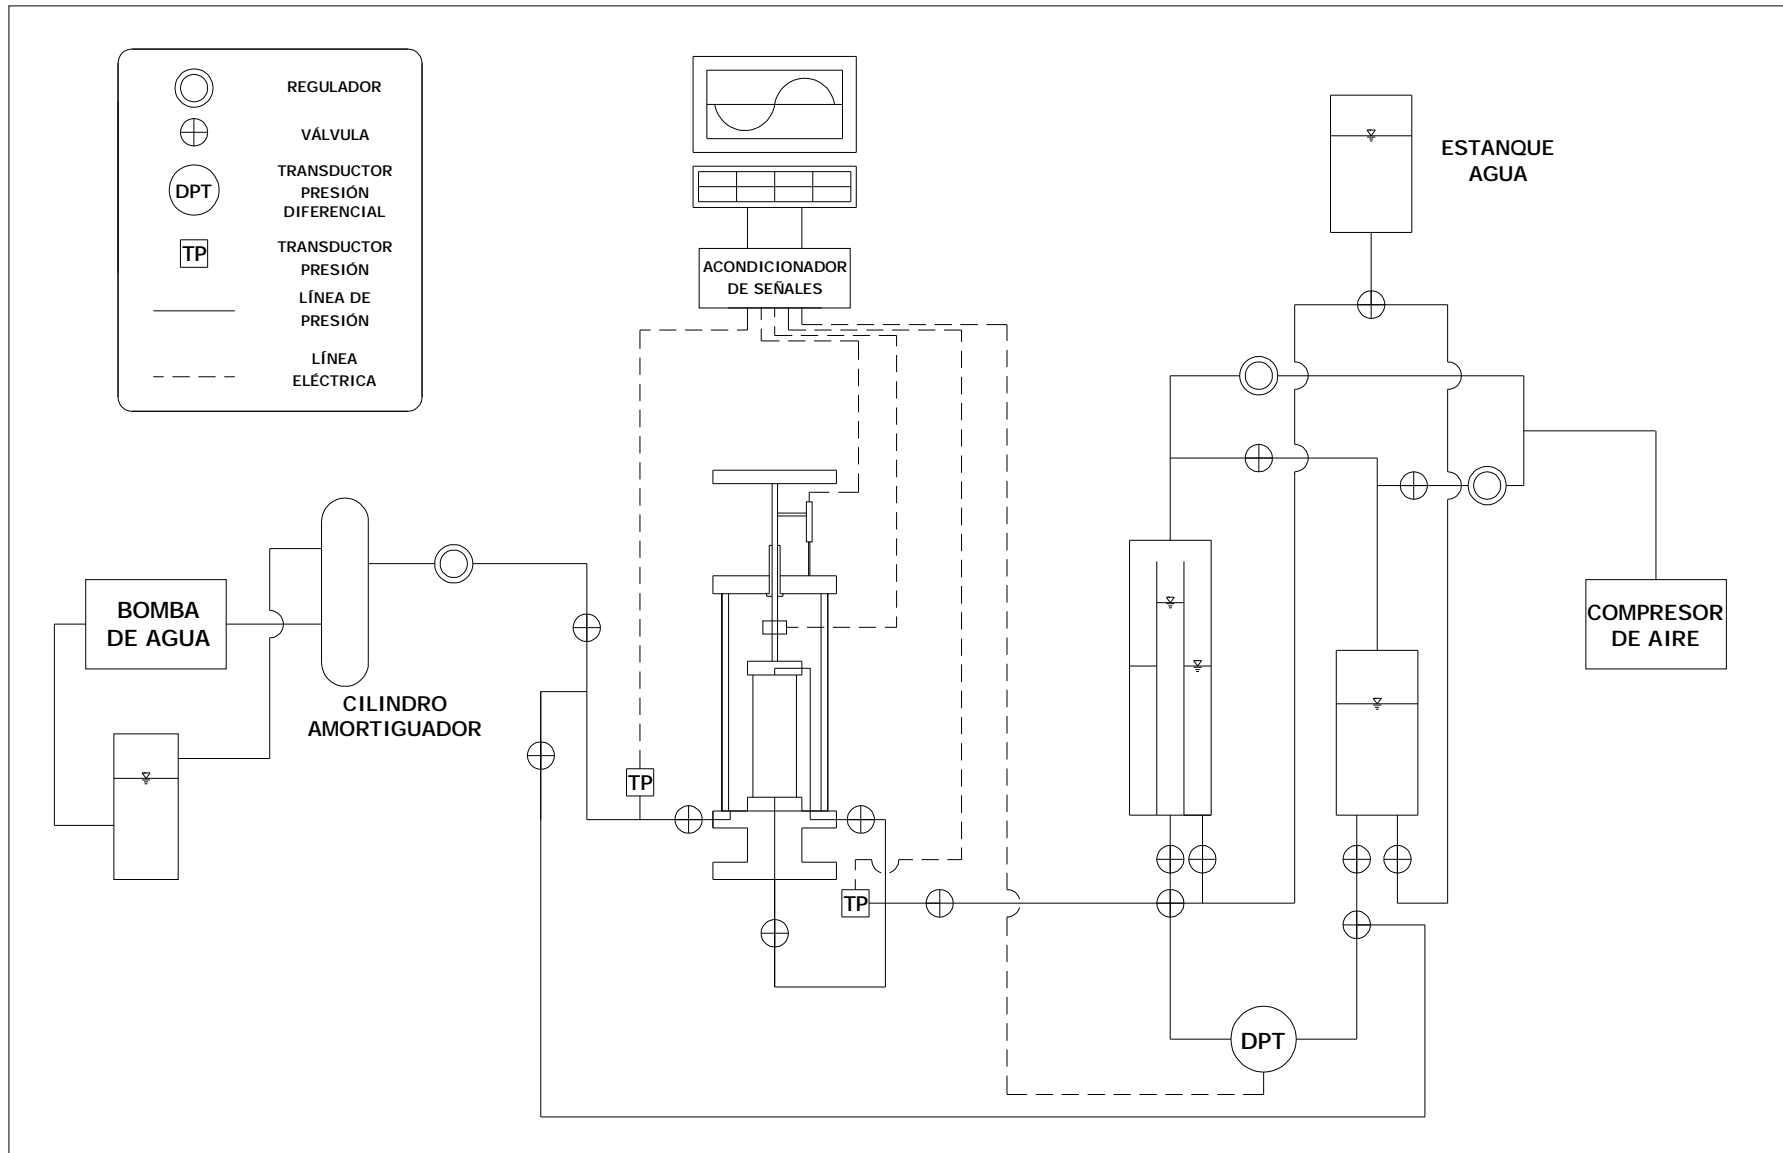 REGULADOR
VÁLVULA
DPT
TRANSDUCTOR
PRESIÓN
DIFERENCIAL
TP
TRANSDUCTOR
PRESIÓN
LÍNEA DE
PRESIÓN
LÍNEA
ELÉCTRICA
ACONDICIONADOR
DE SEÑALES
ESTANQUE
AGUA
BOMBA
DE AGUA
CILINDRO
AMORTIGUADOR
COMPRESOR
DE AIRE
TP
TP
DPT